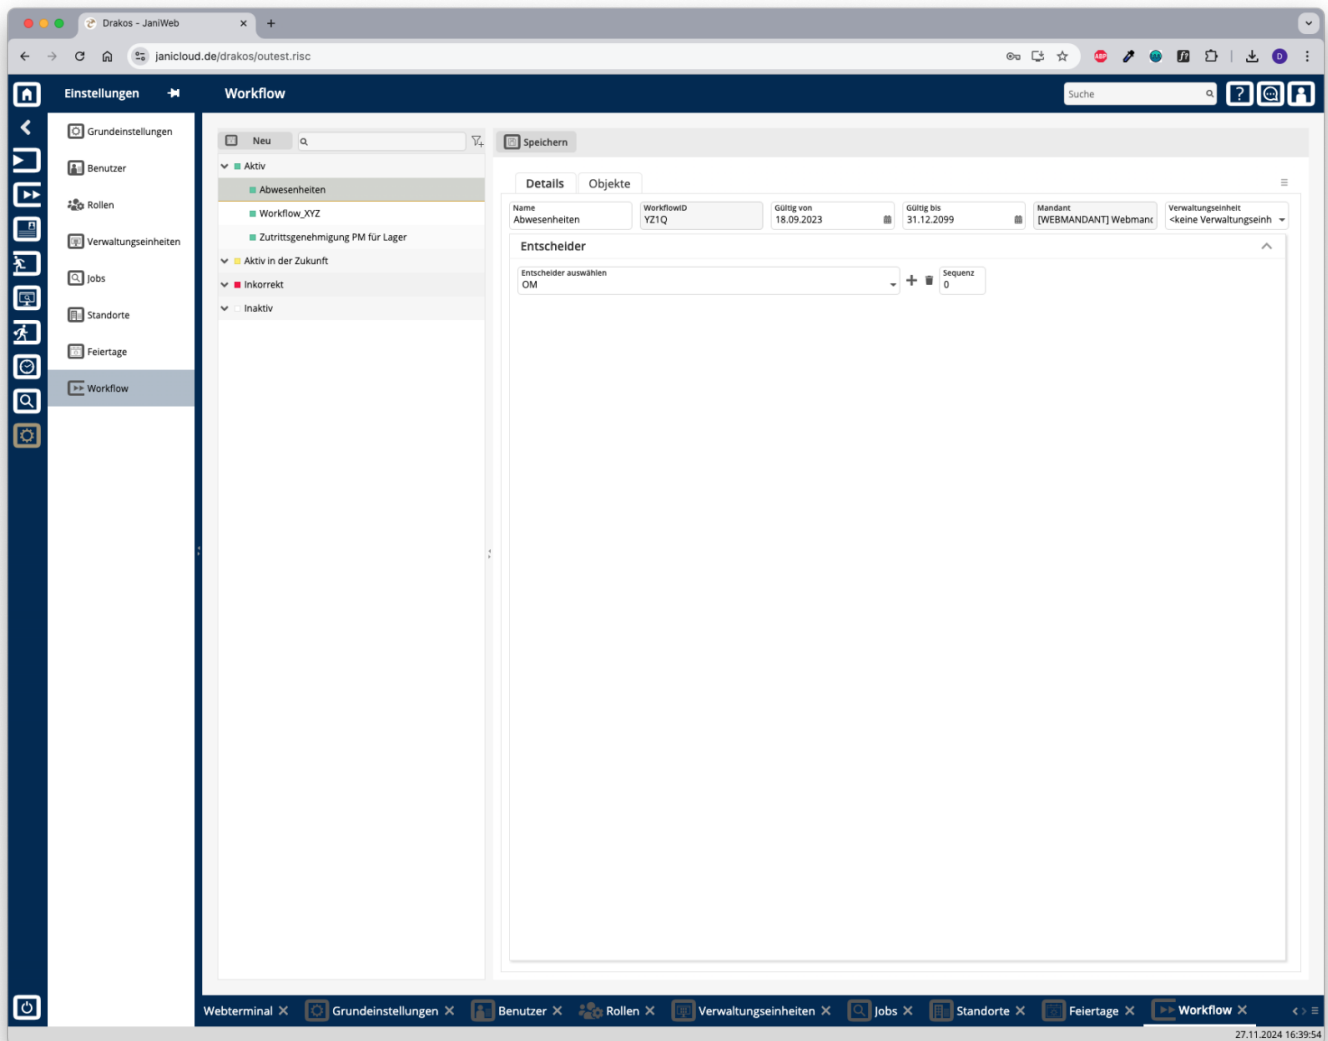 Drakos - JaniWeb
janicloud.de/drakos/outest.risc
ABP
D
Einstellungen
Workflow
Suche
?
Grundeinstellungen
Benutzer
Rollen
Verwaltungseinheiten
Jobs
Standorte
Feiertage
Workflow
Neu
Aktiv
Abwesenheiten
Workflow_XYZ
Zutrittsgenehmigung PM für Lager
Aktiv in der Zukunft
Inkorrekt
Inaktiv
Speichern
Details Objekte
Name WorkflowID Gültig von Gültig bis Mandant Verwaltungseinheit
Abwesenheiten YZ1Q 18.09.2023 31.12.2099 [WEBMANDANT] Webmanc <keine Verwaltungseinh
Entscheider
Entscheider auswählen Sequenz
OM 0
Webterminal Grundeinstellungen Benutzer Rollen Verwaltungseinheiten Jobs Standorte Feiertage Workflow
27.11.2024 16:39:54